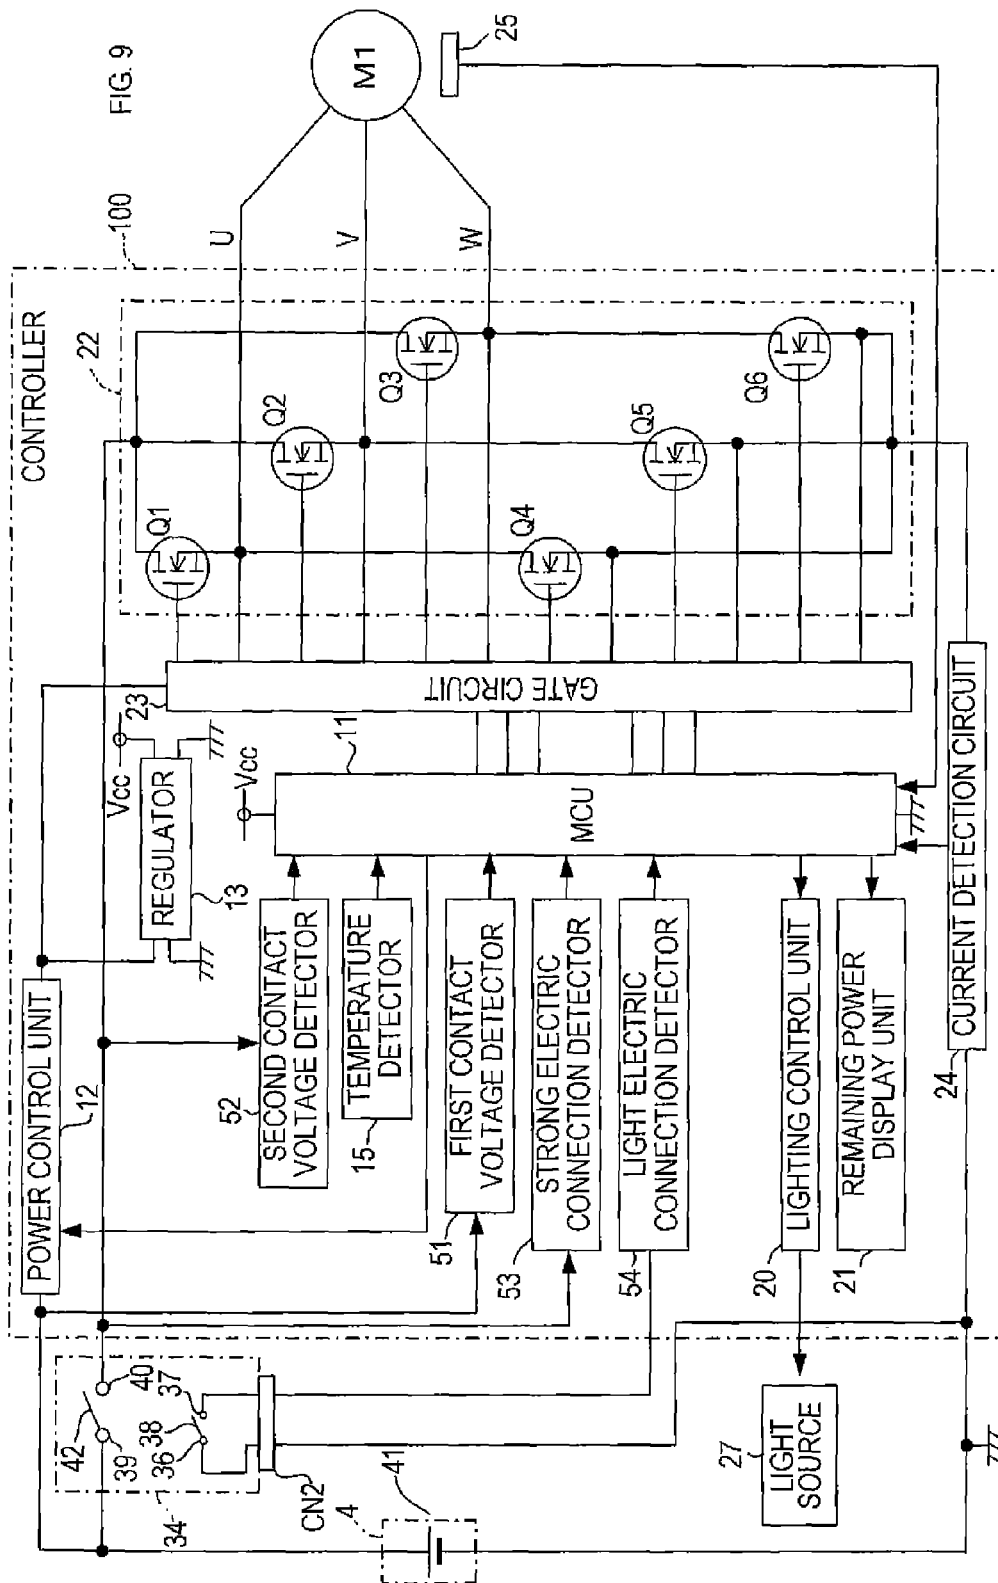 FIG. 9
CONTROLLER
100
22
M1
25
U
V
W
Q1
Q2
Q3
Q4
Q5
Q6
GATE CIRCUIT
23
Vcc
REGULATOR
13
Vcc
11
MCU
POWER CONTROL UNIT
12
SECOND CONTACT
VOLTAGE DETECTOR
52
TEMPERATURE
DETECTOR
15
FIRST CONTACT
VOLTAGE DETECTOR
51
STRONG ELECTRIC
CONNECTION DETECTOR
53
LIGHT ELECTRIC
CONNECTION DETECTOR
54
LIGHTING CONTROL UNIT
20
REMAINING POWER
DISPLAY UNIT
21
CURRENT DETECTION CIRCUIT
24
42
39
40
36
38
37
34
CN2
4
41
27
LIGHT
SOURCE